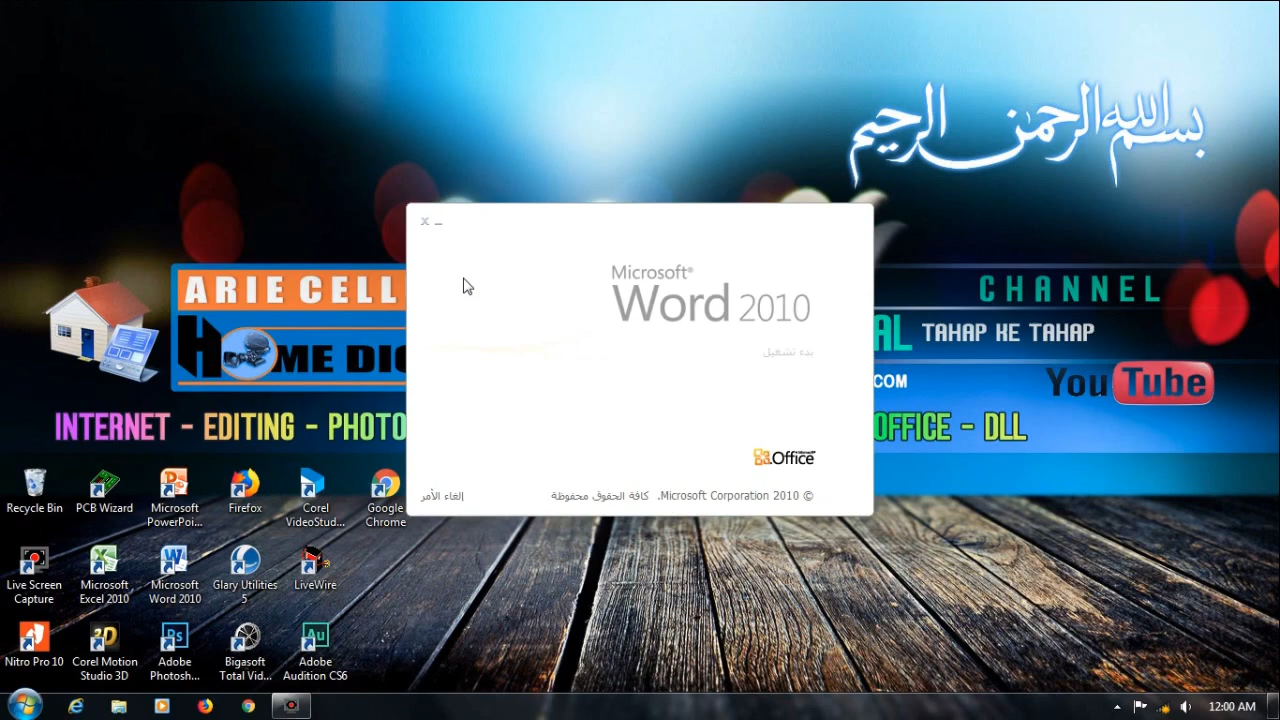 بسم الله الرحمن الرحيم
ARIE CELL
CHANNEL
HOME DIG
AL TAHAP KE TAHAP
COM
YouTube
INTERNET - EDITING - PHOTO
OFFICE - DLL
X _
Microsoft®
Word 2010
بدء تشغيل
Microsoft Office
© 2010 Microsoft Corporation. كافة الحقوق محفوظة
إلغاء الأمر
Recycle Bin
PCB Wizard
Microsoft PowerPoi...
Firefox
Corel VideoStud...
Google Chrome
Live Screen Capture
Microsoft Excel 2010
Microsoft Word 2010
Glary Utilities 5
LiveWire
Nitro Pro 10
Corel Motion Studio 3D
Adobe Photosh...
Bigasoft Total Vid...
Adobe Audition CS6
12:00 AM